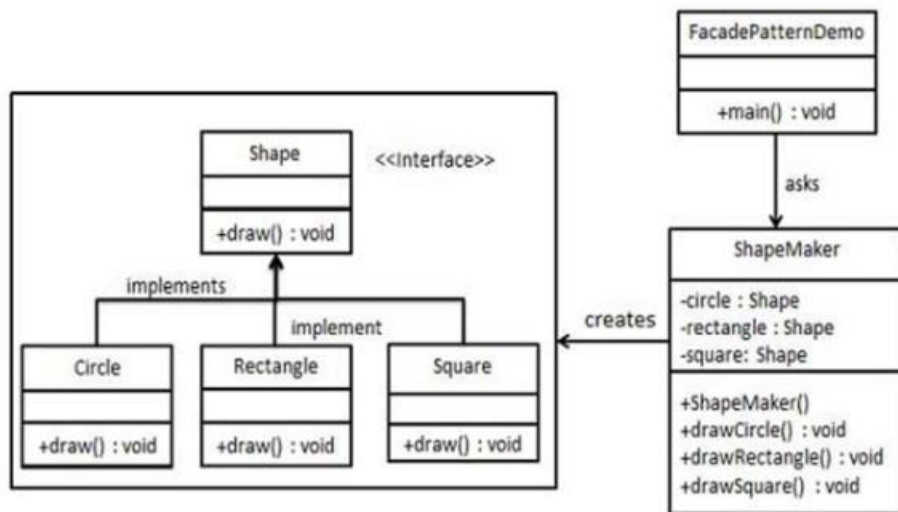 FacadePatternDemo
+main() : void
asks
Shape
<<Interface>>
+draw() : void
implements
implement
Circle
+draw() : void
Rectangle
+draw() : void
Square
+draw() : void
creates
ShapeMaker
-circle : Shape
-rectangle : Shape
-square: Shape
+ShapeMaker()
+drawCircle() : void
+drawRectangle() : void
+drawSquare() : void